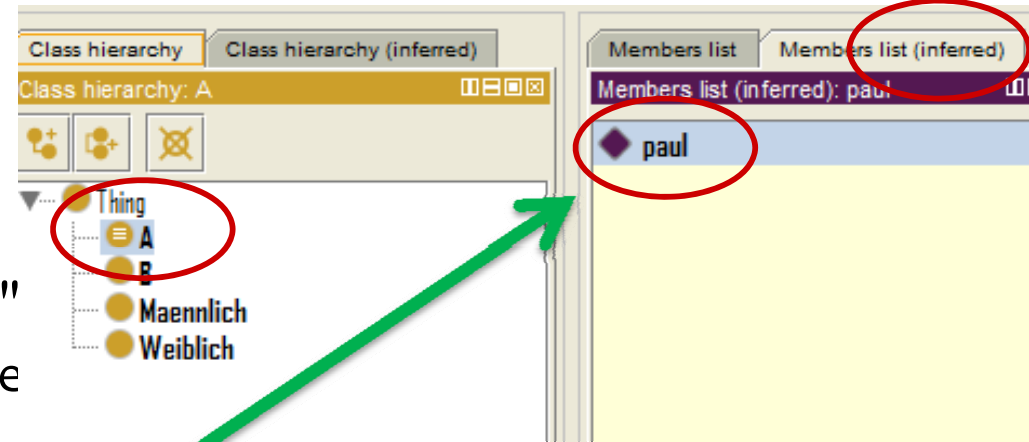 Class hierarchy Class hierarchy (inferred)
Class hierarchy: A
Thing
A
B
Maennlich
Weiblich
"
e
Members list Members list (inferred)
Members list (inferred): paul
paul